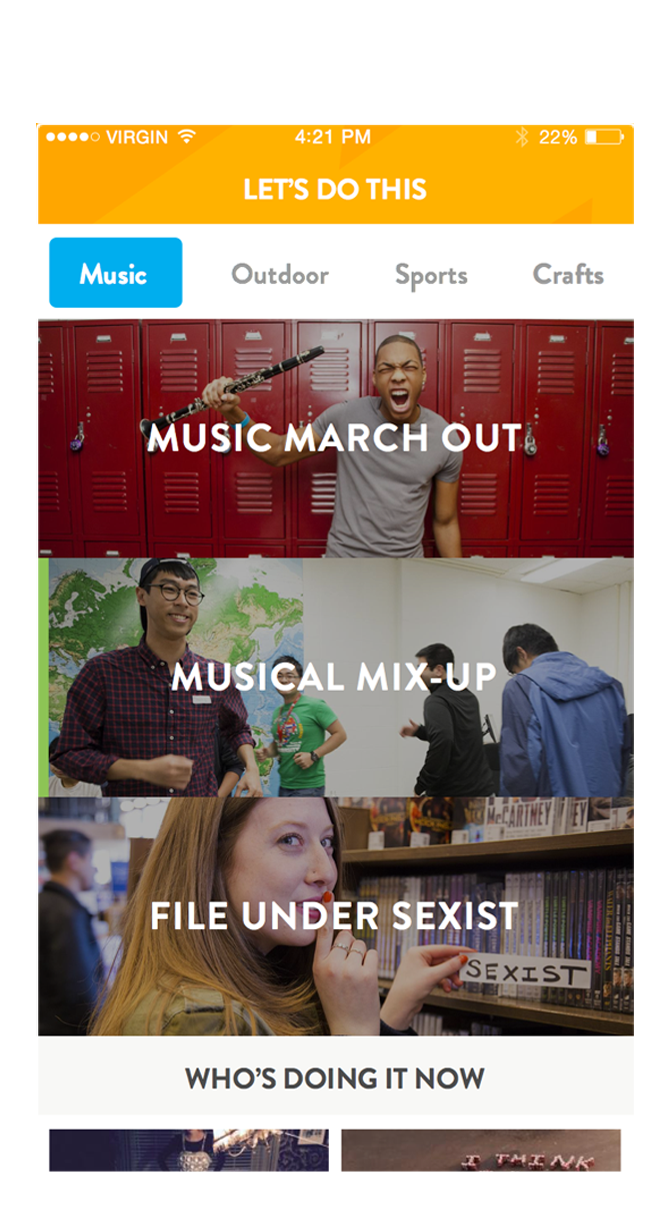 VIRGIN 4:21 PM 22%
LET'S DO THIS
Music Outdoor Sports Crafts
MUSIC MARCH OUT
MUSICAL MIX-UP
McCARTNEY
FILE UNDER SEXIST
SEXIST
WHO'S DOING IT NOW
I THINK